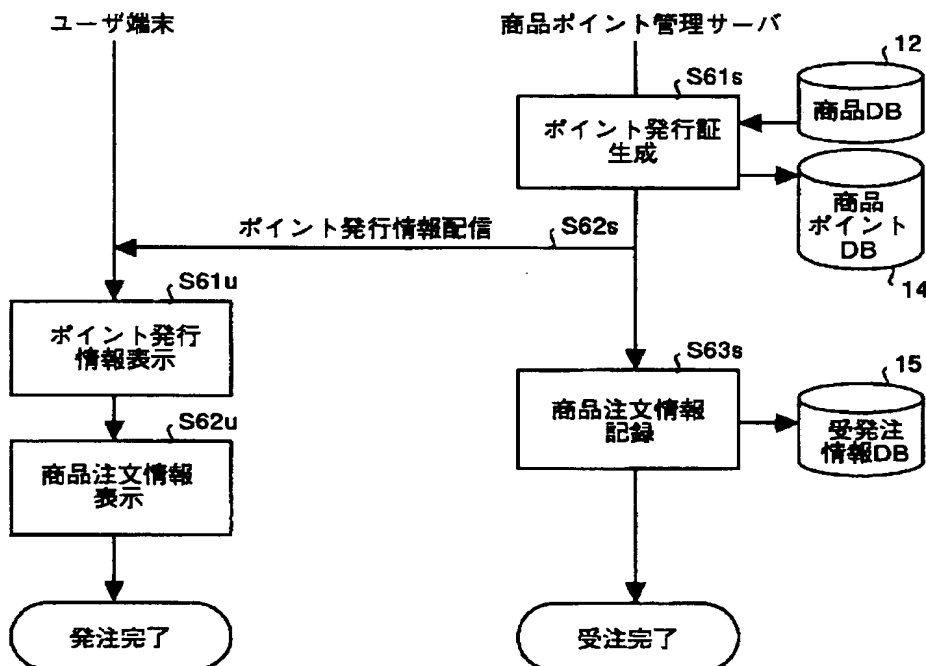 ユーザ端末
商品ポイント管理サーバ
12
S61s
商品DB
ポイント発行証
生成
商品
ポイント
DB
14
ポイント発行情報配信
S62s
S61u
ポイント発行
情報表示
S63s
商品注文情報
記録
15
受発注
情報DB
S62u
商品注文情報
表示
発注完了
受注完了